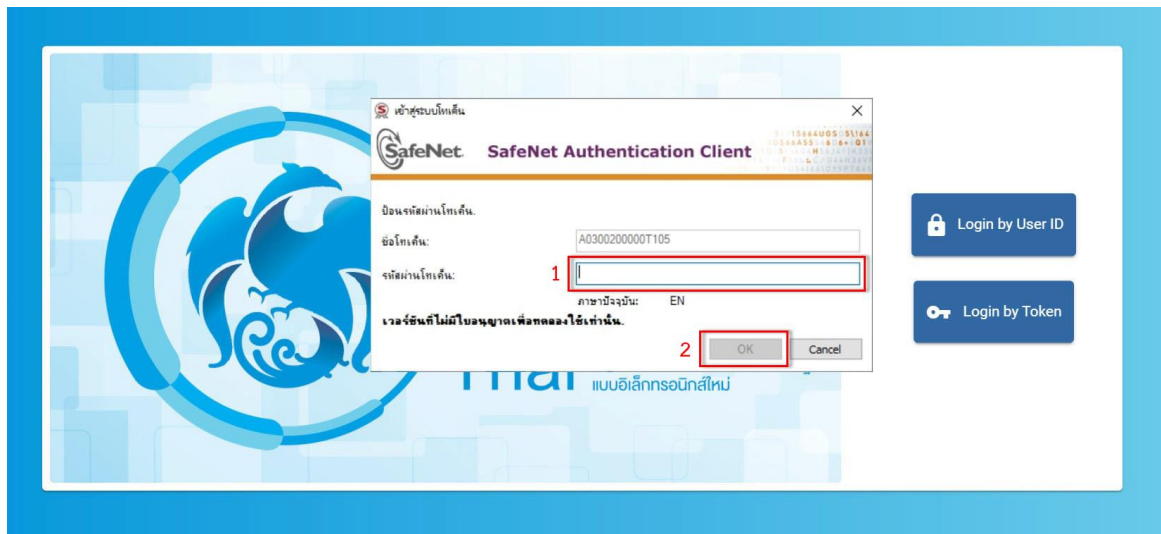 เข้าสู่ระบบโทเค็น
SafeNet. SafeNet Authentication Client
ป้อนรหัสผ่านโทเค็น.
ชื่อโทเค็น: A0300200000T105
รหัสผ่านโทเค็น: 1
ภาษาปัจจุบัน: EN
เวอร์ชันที่ไม่มีใบอนุญาตเพื่อทดลองใช้เท่านั้น.
2 OK Cancel
Login by User ID
Login by Token
แบบอิเล็กทรอนิกส์ใหม่